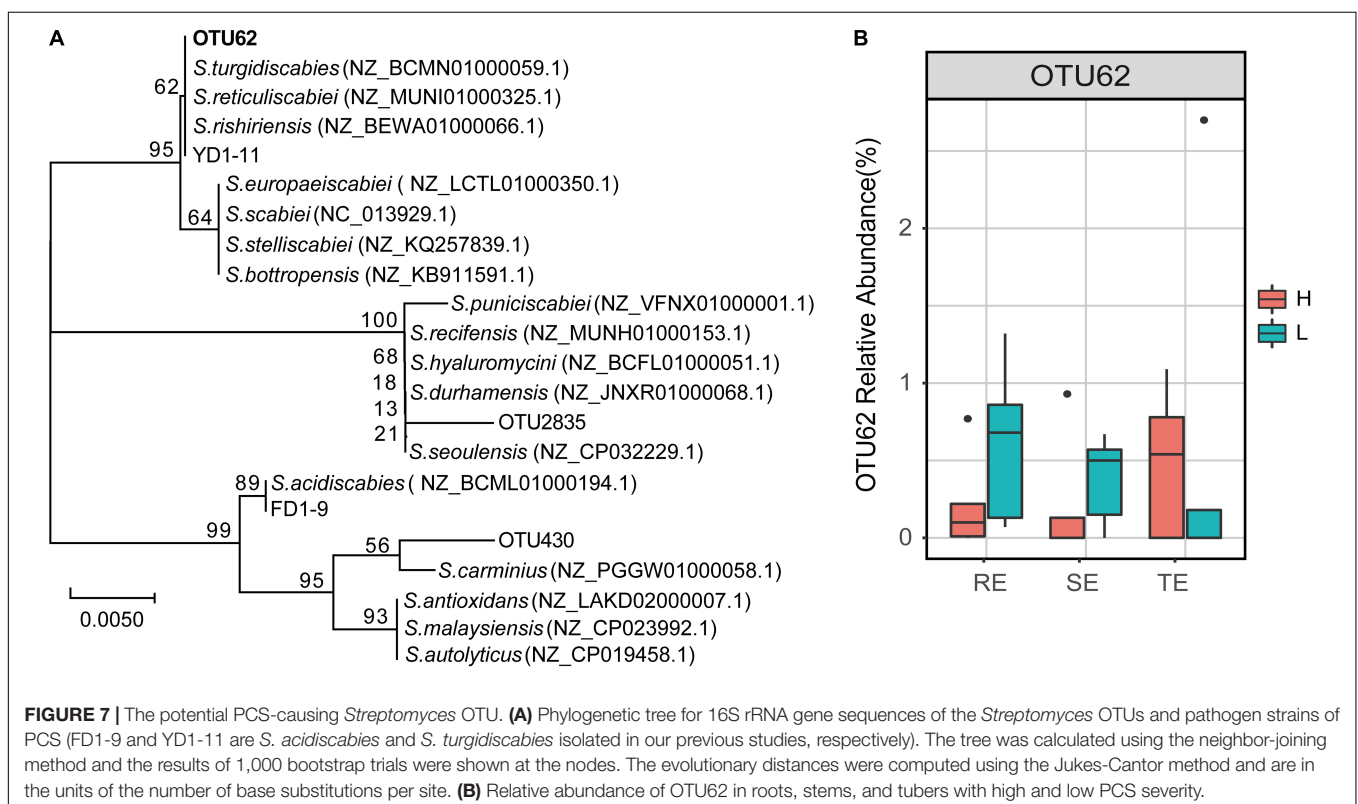 A
OTU62
S.turgidiscabies (NZ_BCMN01000059.1)
62
S.reticuliscabiei (NZ_MUNI01000325.1)
S.rishiriensis (NZ_BEWA01000066.1)
95
YD1-11
S.europaeiscabiei ( NZ_LCTL01000350.1)
64
S.scabiei (NC_013929.1)
S.stelliscabiei (NZ_KQ257839.1)
S.bottropensis (NZ_KB911591.1)
S.puniciscabiei (NZ_VFNX01000001.1)
100
S.recifensis (NZ_MUNH01000153.1)
68
S.hyaluromycini (NZ_BCFL01000051.1)
18
S.durhamensis (NZ_JNXR01000068.1)
13
OTU2835
21
S.seoulensis (NZ_CP032229.1)
89
S.acidiscabies ( NZ_BCML01000194.1)
FD1-9
99
OTU430
56
S.carminius (NZ_PGGW01000058.1)
95
S.antioxidans (NZ_LAKD02000007.1)
93
S.malaysiensis (NZ_CP023992.1)
S.autolyticus (NZ_CP019458.1)
0.0050
B
OTU62
OTU62 Relative Abundance(%)
2
1
0
RE SE TE
H
L
FIGURE 7 | The potential PCS-causing Streptomyces OTU. (A) Phylogenetic tree for 16S rRNA gene sequences of the Streptomyces OTUs and pathogen strains of
PCS (FD1-9 and YD1-11 are S. acidiscabies and S. turgidiscabies isolated in our previous studies, respectively). The tree was calculated using the neighbor-joining
method and the results of 1,000 bootstrap trials were shown at the nodes. The evolutionary distances were computed using the Jukes-Cantor method and are in
the units of the number of base substitutions per site. (B) Relative abundance of OTU62 in roots, stems, and tubers with high and low PCS severity.